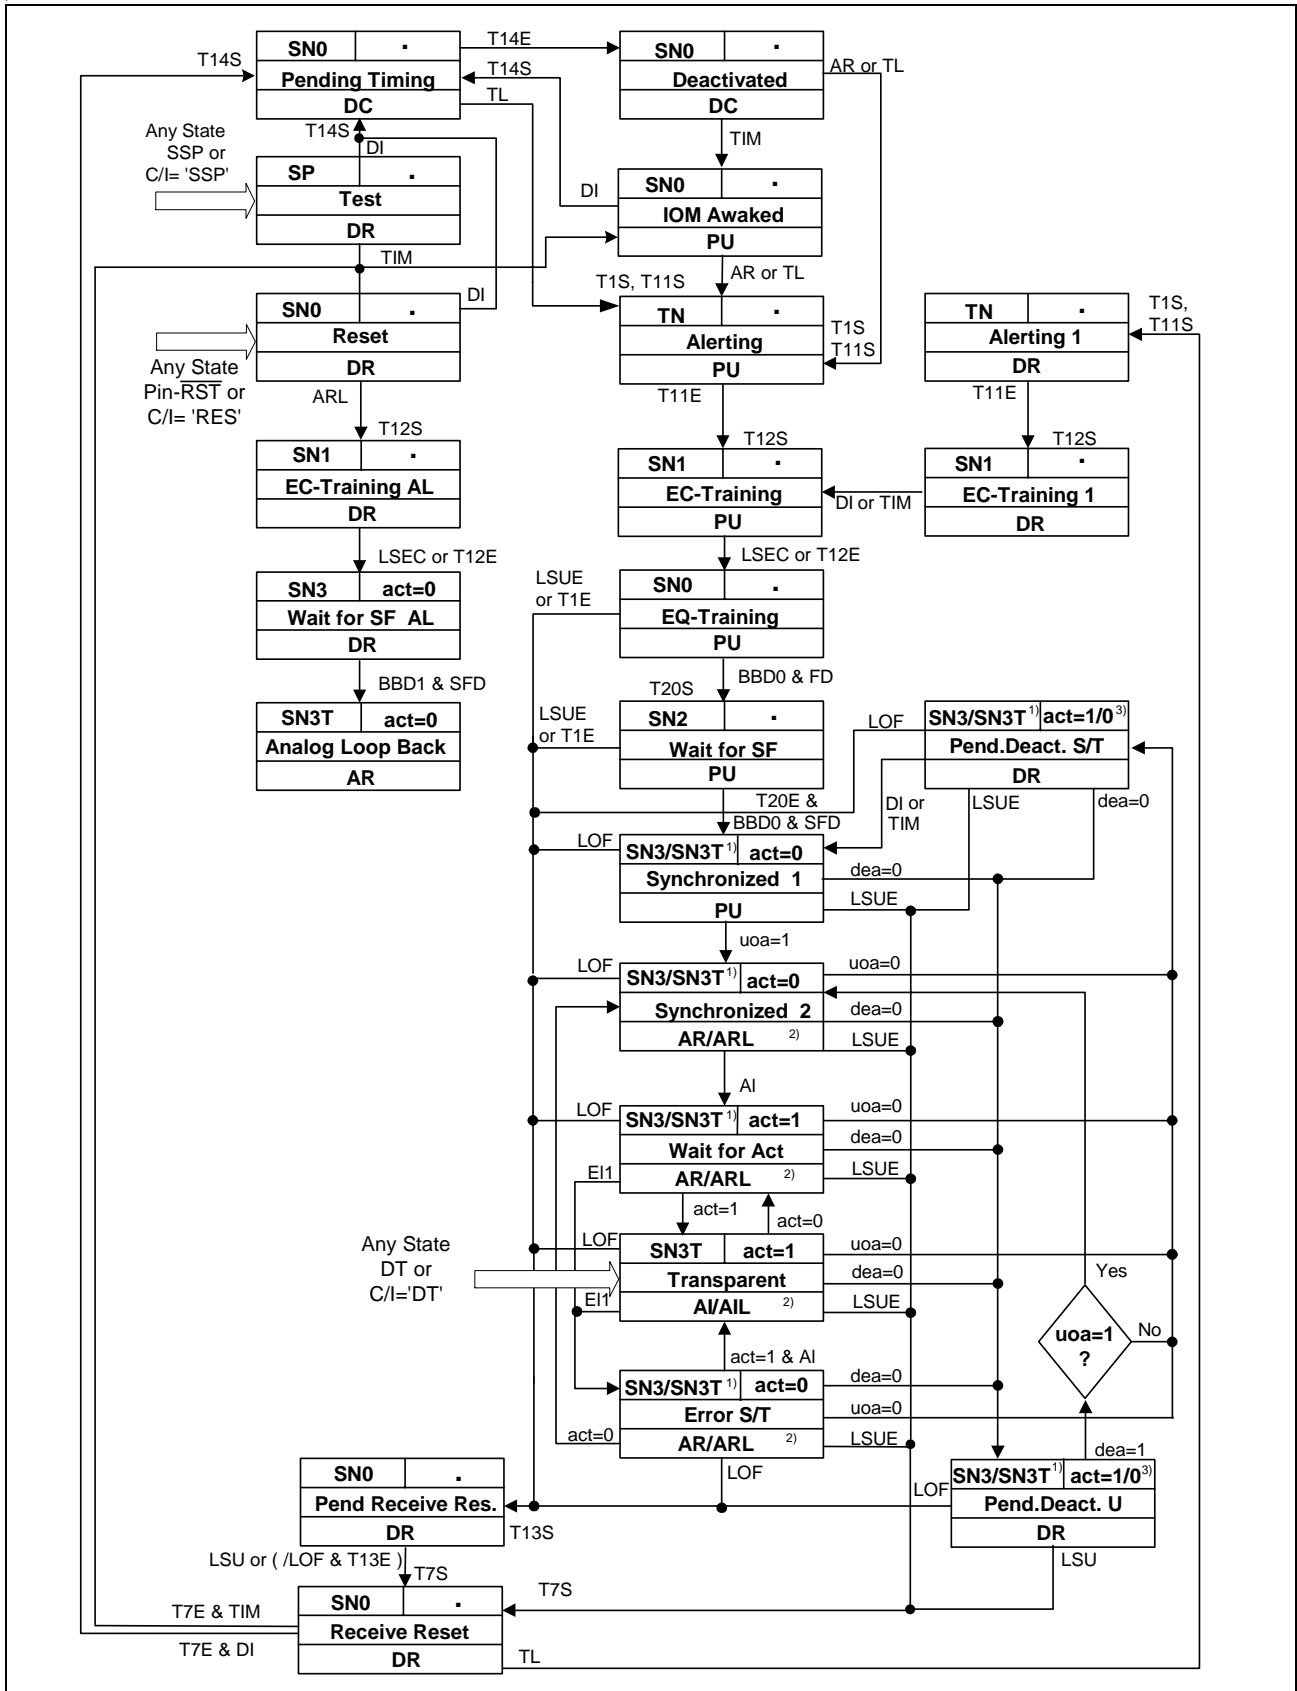 T14S
SN0 .
Pending Timing
DC
T14E
T14S
TL
SN0 .
Deactivated
DC
AR or TL
Any State
SSP or
C/I= 'SSP'
T14S
DI
SP .
Test
DR
TIM
TIM
DI
SN0 .
IOM Awaked
PU
AR or TL
T1S, T11S
DI
SN0 .
Reset
DR
Any State
Pin-RST or
C/I= 'RES'
ARL
TN .
Alerting
PU
T1S
T11S
T11E
TN .
Alerting 1
DR
T1S,
T11S
T11E
T12S
SN1 .
EC-Training AL
DR
T12S
SN1 .
EC-Training
PU
DI or TIM
T12S
SN1 .
EC-Training 1
DR
LSEC or T12E
SN3 act=0
Wait for SF AL
DR
LSEC or T12E
LSUE
or T1E
SN0 .
EQ-Training
PU
BBD1 & SFD
SN3T act=0
Analog Loop Back
AR
BBD0 & FD
T20S
LSUE
or T1E
SN2 .
Wait for SF
PU
LOF
SN3/SN3T 1) act=1/0 3)
Pend.Deact. S/T
DR
T20E &
BBD0 & SFD
DI or
TIM
LSUE
dea=0
LOF
SN3/SN3T 1) act=0
Synchronized 1
PU
dea=0
LSUE
uoa=1
LOF
SN3/SN3T 1) act=0
Synchronized 2
AR/ARL 2)
uoa=0
dea=0
LSUE
AI
LOF
SN3/SN3T 1) act=1
Wait for Act
AR/ARL 2)
uoa=0
dea=0
LSUE
EI1
act=1
act=0
Any State
DT or
C/I='DT'
LOF
SN3T act=1
Transparent
AI/AIL 2)
uoa=0
dea=0
LSUE
EI1
Yes
uoa=1
?
No
act=1 & AI
SN3/SN3T 1) act=0
Error S/T
AR/ARL 2)
dea=0
uoa=0
LSUE
act=0
LOF
dea=1
LOF
SN3/SN3T 1) act=1/0 3)
Pend.Deact. U
DR
LSU
SN0 .
Pend Receive Res.
DR
T13S
LSU or ( /LOF & T13E )
T7S
T7S
SN0 .
Receive Reset
DR
T7E & TIM
T7E & DI
TL